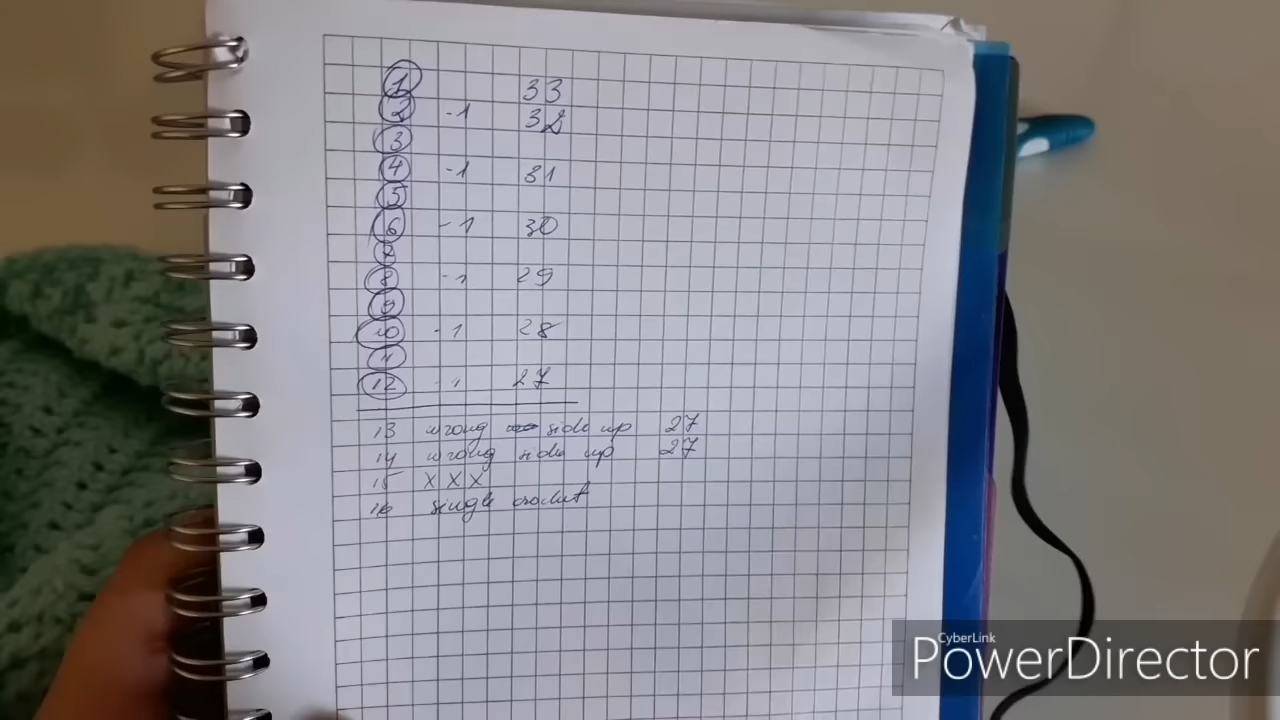 1 33
2 -1 32
3
4 -1 31
5
6 -1 30
7
8 -1 29
9
10 -1 28
11
12 -1 27
13 wrong side up 27
14 wrong side up 27
15 X X X
16 single crochet
CyberLink
PowerDirector